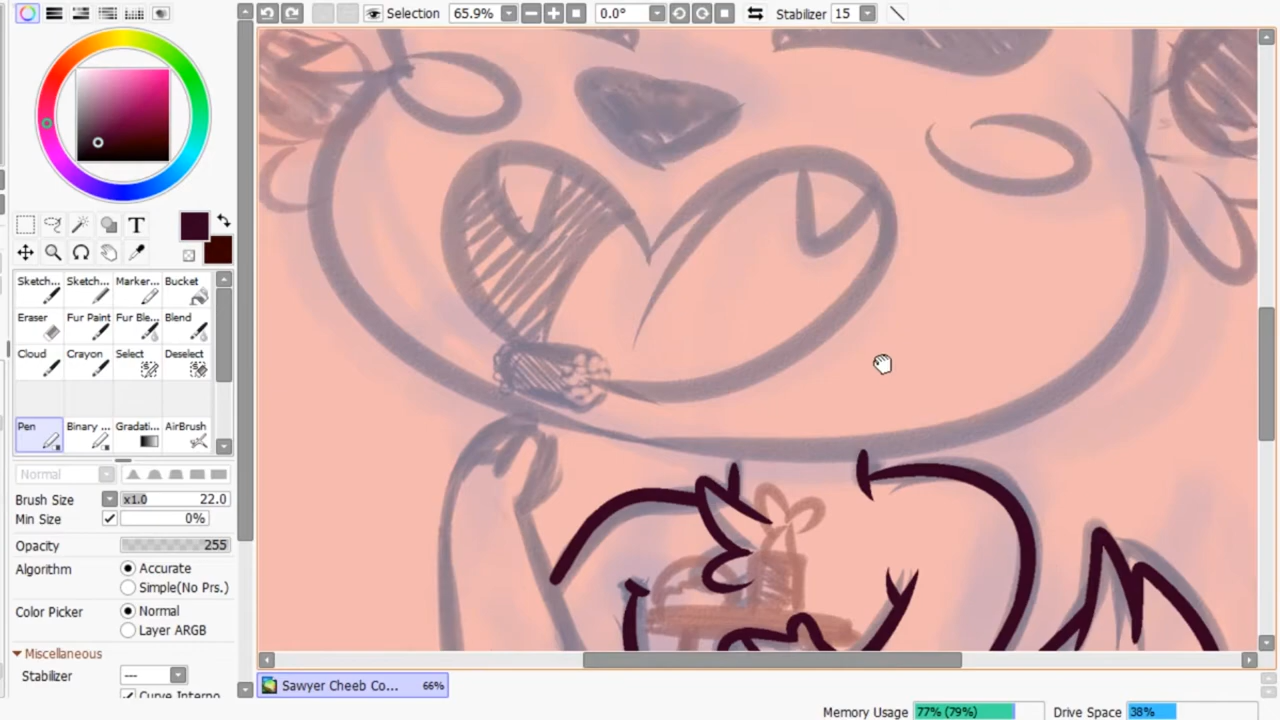 Selection 65.9% 0.0° Stabilizer 15
T
Sketch... Sketch... Marker... Bucket
Eraser Fur Paint Fur Ble... Blend
Cloud Crayon Select Deselect
Pen Binary ... Gradati... AirBrush
Normal
Brush Size x1.0 22.0
Min Size 0%
Opacity 255
Algorithm Accurate
Simple(No Prs.)
Color Picker Normal
Layer ARGB
Miscellaneous
Stabilizer ---
Curve Interpo
Sawyer Cheeb Co... 66%
Memory Usage 77% (79%) Drive Space 38%